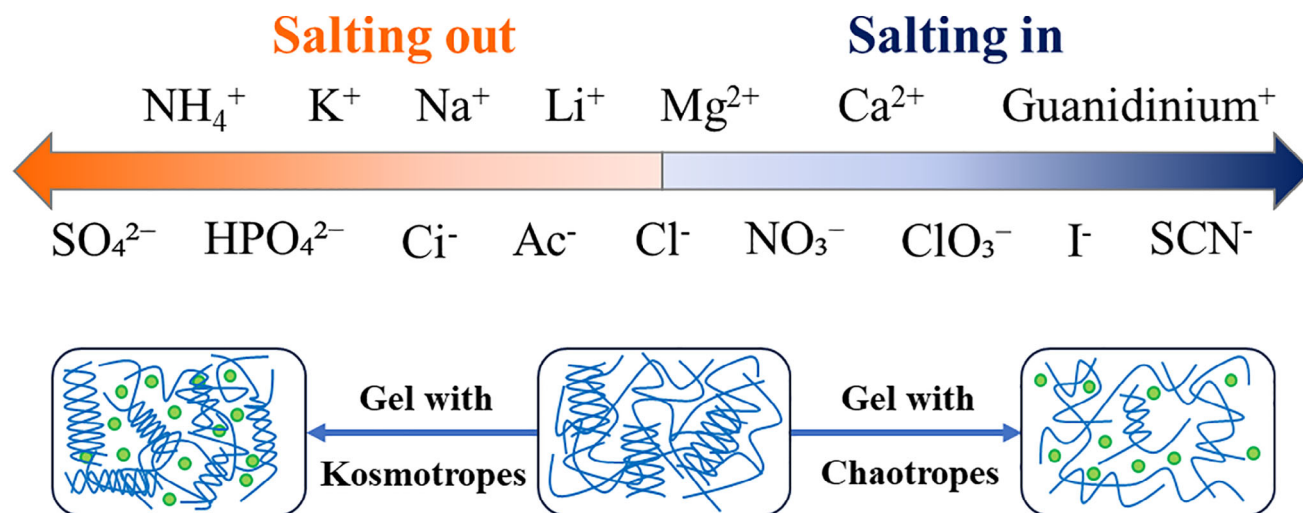 Salting out Salting in
NH₄⁺ K⁺ Na⁺ Li⁺ Mg²⁺ Ca²⁺ Guanidinium⁺
SO₄²⁻ HPO₄²⁻ Ci⁻ Ac⁻ Cl⁻ NO₃⁻ ClO₃⁻ I⁻ SCN⁻
Gel with
Kosmotropes
Gel with
Chaotropes